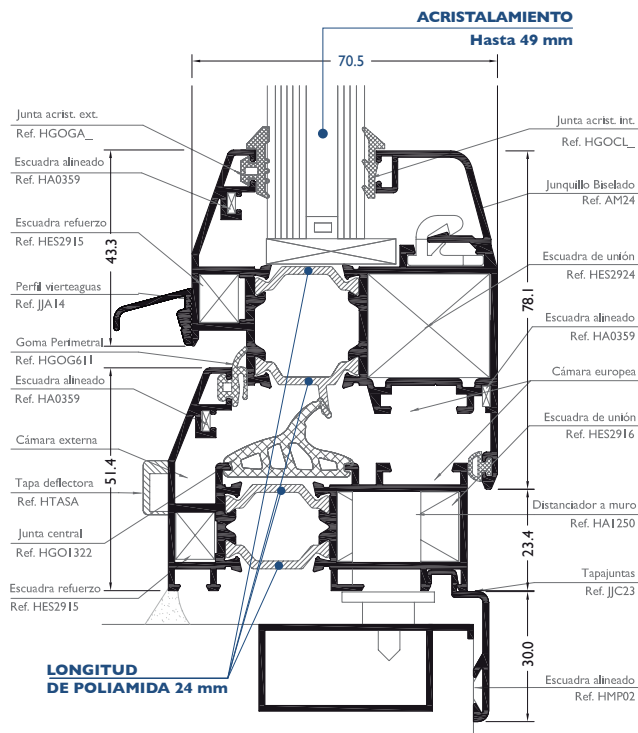 ACRISTALAMIENTO
Hasta 49 mm
70.5
Junta acrist. ext.
Ref. HGOGA_
Escuadra alineado
Ref. HA0359
Escuadra refuerzo
Ref. HES2915
43.3
Perfil vierteaguas
Ref. JJA14
Goma Perimetral
Ref. HGOG611
Escuadra alineado
Ref. HA0359
Cámara externa
51.4
Tapa deflectora
Ref. HTASA
Junta central
Ref. HGO1322
Escuadra refuerzo
Ref. HES2915
LONGITUD
DE POLIAMIDA 24 mm
Junta acrist. int.
Ref. HGOCL_
Junquillo Biselado
Ref. AM24
Escuadra de unión
Ref. HES2924
78.1
Escuadra alineado
Ref. HA0359
Cámara europea
Escuadra de unión
Ref. HES2916
Distanciador a muro
Ref. HA1250
23.4
Tapajuntas
Ref. JJC23
30.0
Escuadra alineado
Ref. HMP02